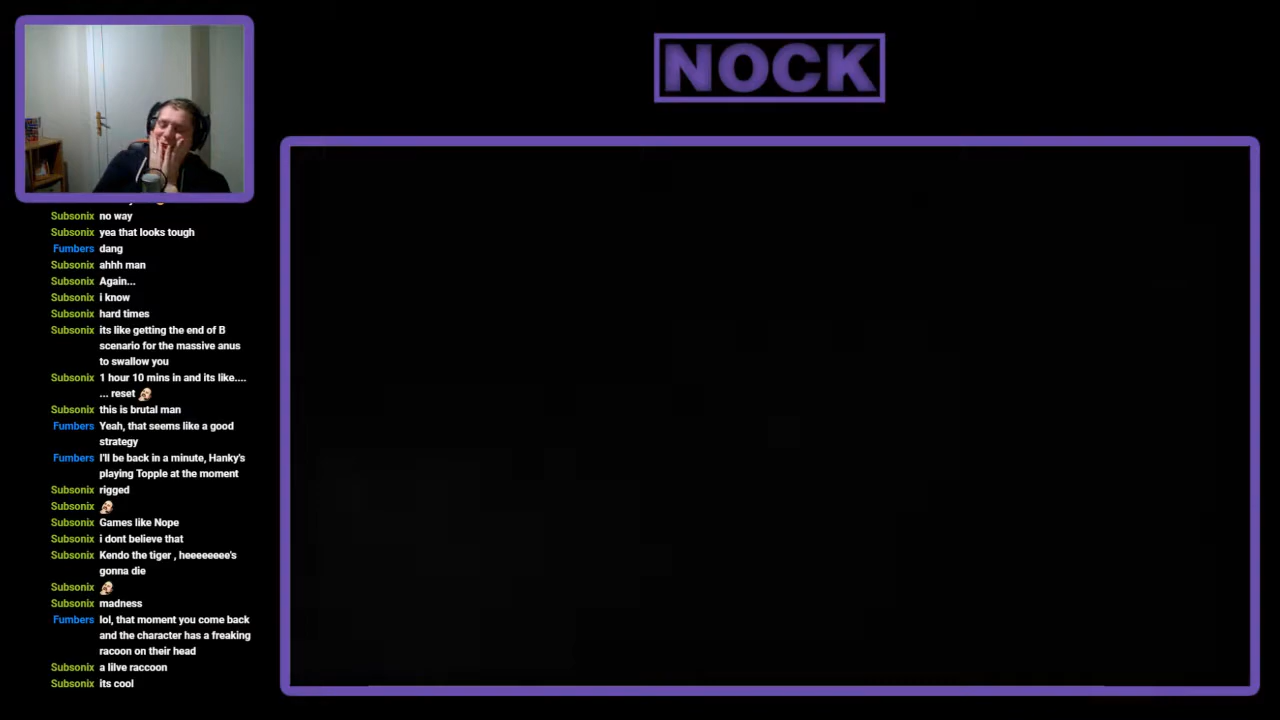 NOCK
Subsonix no way
Subsonix yea that looks tough
Fumbers dang
Subsonix ahhh man
Subsonix Again...
Subsonix i know
Subsonix hard times
Subsonix its like getting the end of B
scenario for the massive anus
to swallow you
Subsonix 1 hour 10 mins in and its like....
... reset
Subsonix this is brutal man
Fumbers Yeah, that seems like a good
strategy
Fumbers I'll be back in a minute, Hanky's
playing Topple at the moment
Subsonix rigged
Subsonix
Subsonix Games like Nope
Subsonix i dont believe that
Subsonix Kendo the tiger , heeeeeeee's
gonna die
Subsonix
Subsonix madness
Fumbers lol, that moment you come back
and the character has a freaking
racoon on their head
Subsonix a lilve raccoon
Subsonix its cool